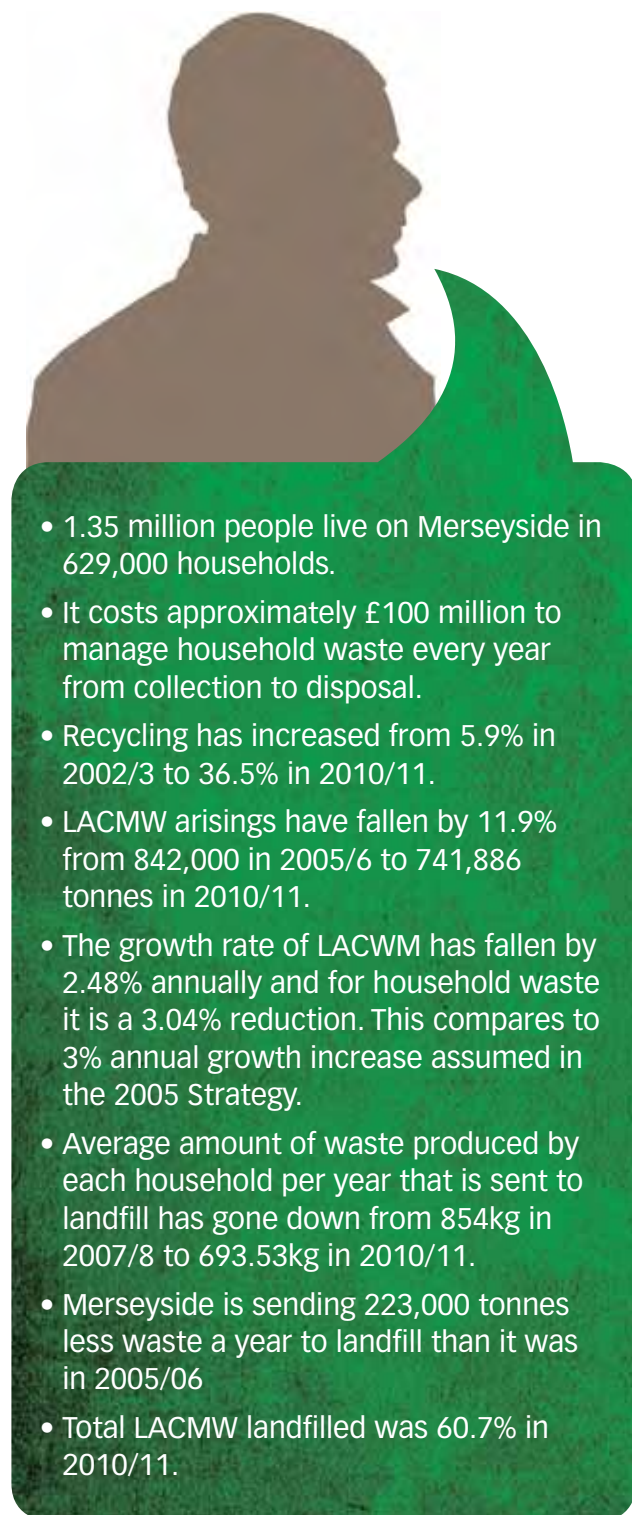 • 1.35 million people live on Merseyside in
629,000 households.
• It costs approximately £100 million to
manage household waste every year
from collection to disposal.
• Recycling has increased from 5.9% in
2002/3 to 36.5% in 2010/11.
• LACMW arisings have fallen by 11.9%
from 842,000 in 2005/6 to 741,886
tonnes in 2010/11.
• The growth rate of LACWM has fallen by
2.48% annually and for household waste
it is a 3.04% reduction. This compares to
3% annual growth increase assumed in
the 2005 Strategy.
• Average amount of waste produced by
each household per year that is sent to
landfill has gone down from 854kg in
2007/8 to 693.53kg in 2010/11.
• Merseyside is sending 223,000 tonnes
less waste a year to landfill than it was
in 2005/06
• Total LACMW landfilled was 60.7% in
2010/11.